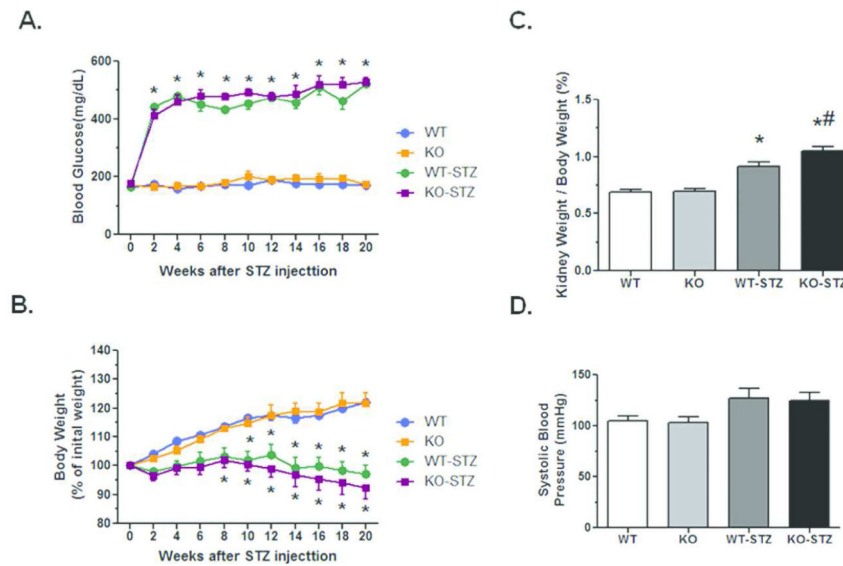 A.
Blood Glucose(mg/dL)
600
500
400
200
0
* * * * * * * * * *
0 2 4 6 8 10 12 14 16 18 20
Weeks after STZ injecttion
WT
KO
WT-STZ
KO-STZ
B.
Body Weight
(% of inital weight)
140
130
120
110
100
90
80
* * * * * *
* * * * * * *
0 2 4 6 8 10 12 14 16 18 20
Weeks after STZ injecttion
WT
KO
WT-STZ
KO-STZ
C.
Kidney Weight / Body Weight (%)
1.5
1.0
0.5
0.0
*
*#
WT KO WT-STZ KO-STZ
D.
Systolic Blood
Pressure (mmHg)
150
100
50
0
WT KO WT-STZ KO-STZ